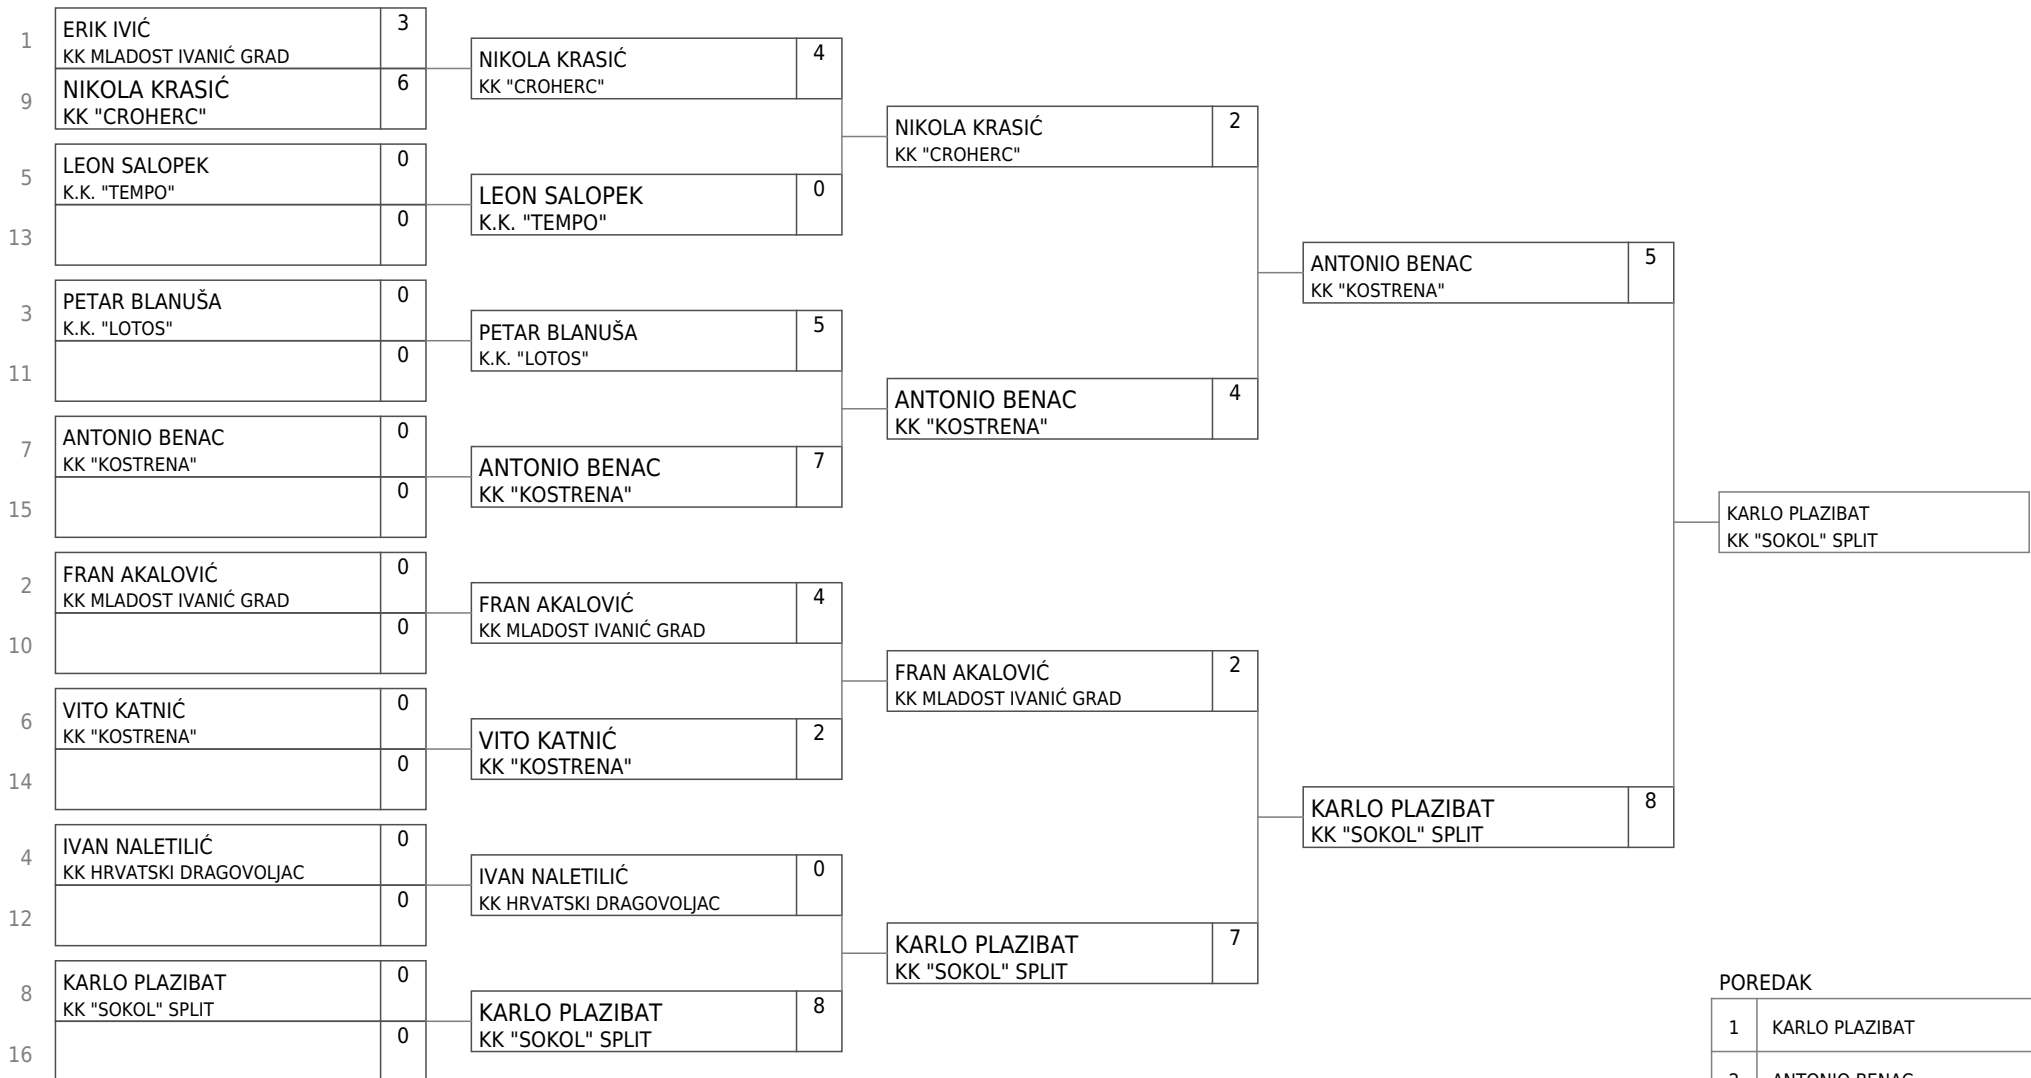 1
ERIK IVIĆ 3
KK MLADOST IVANIĆ GRAD
9
NIKOLA KRASIĆ 6
KK "CROHERC"
5
LEON SALOPEK 0
K.K. "TEMPO"
13
0
3
PETAR BLANUŠA 0
K.K. "LOTOS"
11
0
7
ANTONIO BENAC 0
KK "KOSTRENA"
15
0
2
FRAN AKALOVIĆ 0
KK MLADOST IVANIĆ GRAD
10
0
6
VITO KATNIĆ 0
KK "KOSTRENA"
14
0
4
IVAN NALETILIĆ 0
KK HRVATSKI DRAGOVOLJAC
12
0
8
KARLO PLAZIBAT 0
KK "SOKOL" SPLIT
16
0
NIKOLA KRASIĆ 4
KK "CROHERC"
LEON SALOPEK 0
K.K. "TEMPO"
PETAR BLANUŠA 5
K.K. "LOTOS"
ANTONIO BENAC 7
KK "KOSTRENA"
FRAN AKALOVIĆ 4
KK MLADOST IVANIĆ GRAD
VITO KATNIĆ 2
KK "KOSTRENA"
IVAN NALETILIĆ 0
KK HRVATSKI DRAGOVOLJAC
KARLO PLAZIBAT 8
KK "SOKOL" SPLIT
NIKOLA KRASIĆ 2
KK "CROHERC"
ANTONIO BENAC 4
KK "KOSTRENA"
FRAN AKALOVIĆ 2
KK MLADOST IVANIĆ GRAD
KARLO PLAZIBAT 7
KK "SOKOL" SPLIT
ANTONIO BENAC 5
KK "KOSTRENA"
KARLO PLAZIBAT 8
KK "SOKOL" SPLIT
KARLO PLAZIBAT
KK "SOKOL" SPLIT
POREDAK
1 KARLO PLAZIBAT
2 ANTONIO BENAC